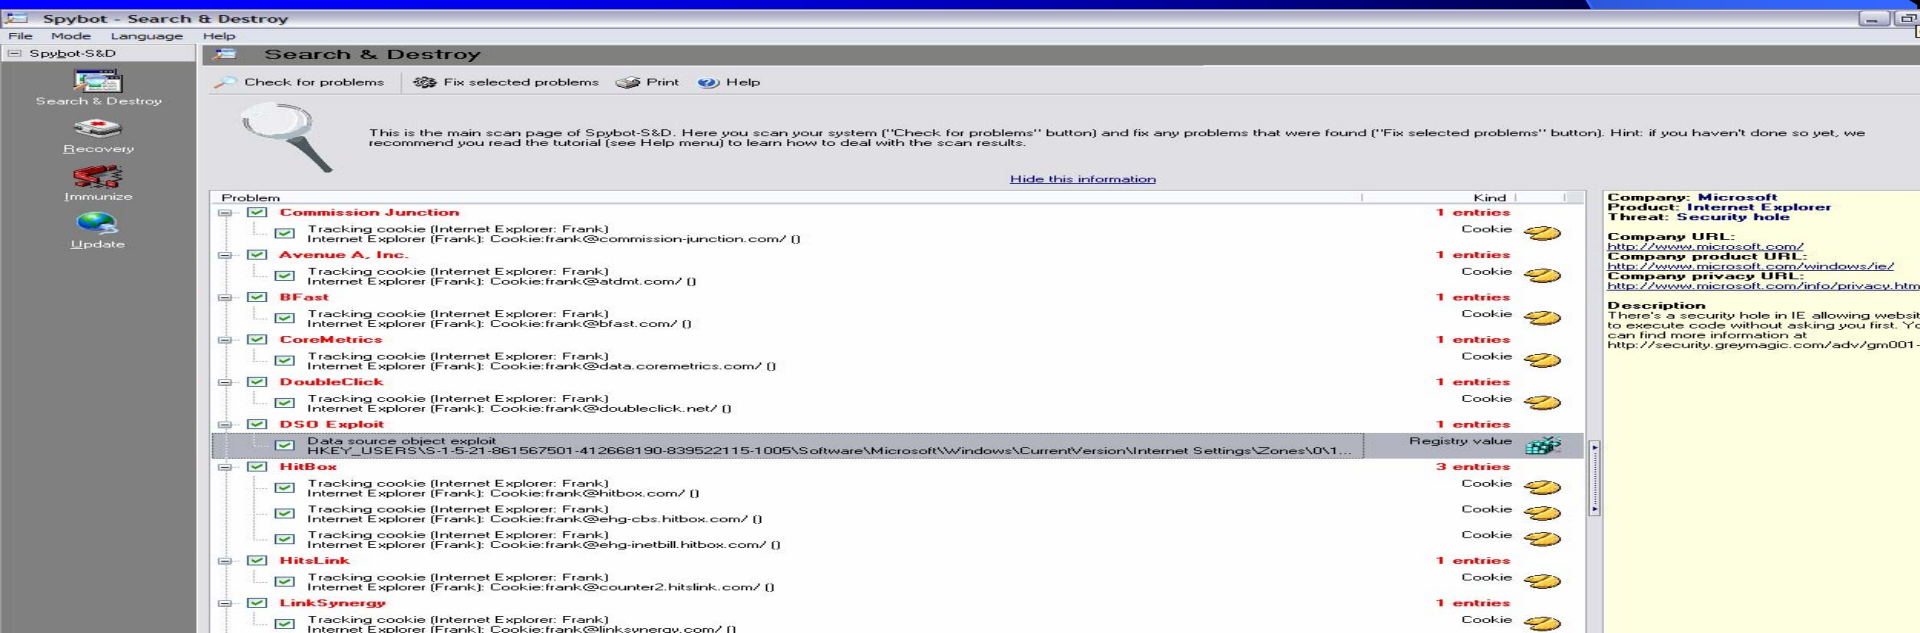 Spybot - Search & Destroy
File Mode Language Help
Spybot-S&D
Search & Destroy
Recovery
Immunize
Update
Search & Destroy
Check for problems Fix selected problems Print Help
This is the main scan page of Spybot-S&D. Here you scan your system ("Check for problems" button) and fix any problems that were found ("Fix selected problems" button). Hint: if you haven't done so yet, we
recommend you read the tutorial (see Help menu) to learn how to deal with the scan results.
Hide this information
Problem Kind
Commission Junction 1 entries
Tracking cookie (Internet Explorer: Frank) Cookie
Internet Explorer (Frank): Cookie:frank@commission-junction.com/ ()
Avenue A, Inc. 1 entries
Tracking cookie (Internet Explorer: Frank) Cookie
Internet Explorer (Frank): Cookie:frank@atdmt.com/ ()
BFast 1 entries
Tracking cookie (Internet Explorer: Frank) Cookie
Internet Explorer (Frank): Cookie:frank@bfast.com/ ()
CoreMetrics 1 entries
Tracking cookie (Internet Explorer: Frank) Cookie
Internet Explorer (Frank): Cookie:frank@data.coremetrics.com/ ()
DoubleClick 1 entries
Tracking cookie (Internet Explorer: Frank) Cookie
Internet Explorer (Frank): Cookie:frank@doubleclick.net/ ()
DSO Exploit 1 entries
Data source object exploit Registry value
HKEY_USERS\S-1-5-21-861567501-412668190-839522115-1005\Software\Microsoft\Windows\CurrentVersion\Internet Settings\Zones\0\1...
HitBox 3 entries
Tracking cookie (Internet Explorer: Frank) Cookie
Internet Explorer (Frank): Cookie:frank@hitbox.com/ ()
Tracking cookie (Internet Explorer: Frank) Cookie
Internet Explorer (Frank): Cookie:frank@ehg-cbs.hitbox.com/ ()
Tracking cookie (Internet Explorer: Frank) Cookie
Internet Explorer (Frank): Cookie:frank@ehg-inetbill.hitbox.com/ ()
HitsLink 1 entries
Tracking cookie (Internet Explorer: Frank) Cookie
Internet Explorer (Frank): Cookie:frank@counter2.hitslink.com/ ()
LinkSynergy 1 entries
Tracking cookie (Internet Explorer: Frank) Cookie
Internet Explorer (Frank): Cookie:frank@linksynergy.com/ ()
Company: Microsoft
Product: Internet Explorer
Threat: Security hole
Company URL:
http://www.microsoft.com/
Company product URL:
http://www.microsoft.com/windows/ie/
Company privacy URL:
http://www.microsoft.com/info/privacy.htm
Description
There's a security hole in IE allowing websit
to execute code without asking you first. Yo
can find more information at
http://security.greymagic.com/adv/gm001-